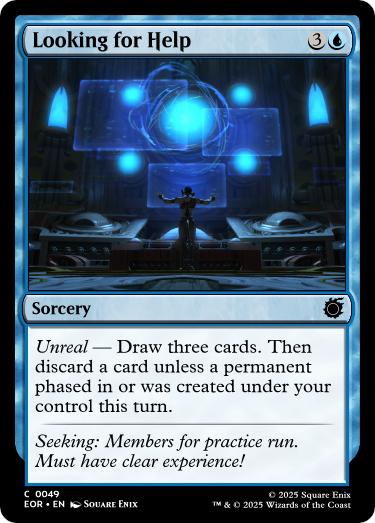 Looking for Help 3
Sorcery
Unreal — Draw three cards. Then
discard a card unless a permanent
phased in or was created under your
control this turn.
Seeking: Members for practice run.
Must have clear experience!
C 0049
EOR • EN Square Enix
© 2025 Square Enix
™ & © 2025 Wizards of the Coast